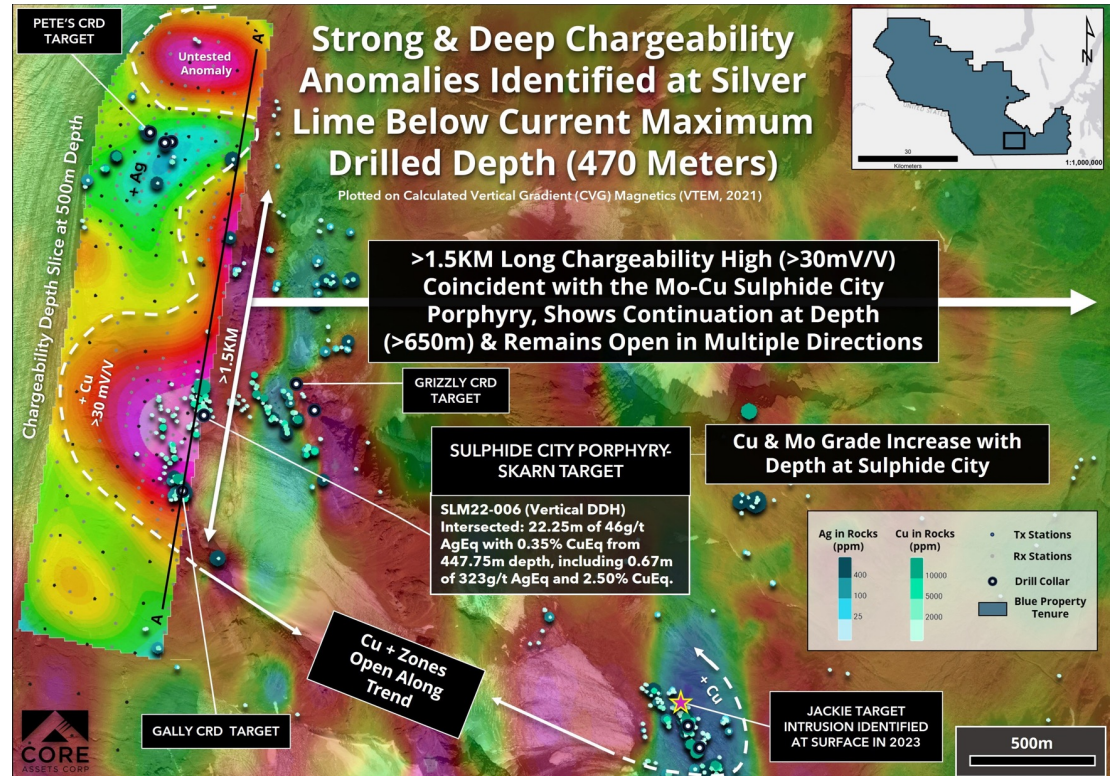 PETE'S CRD
TARGET
Untested
Anomaly
A'
Strong & Deep Chargeability
Anomalies Identified at Silver
Lime Below Current Maximum
Drilled Depth (470 Meters)
Plotted on Calculated Vertical Gradient (CVG) Magnetics (VTEM, 2021)
N
30
Kilometers
1:1,000,000
+ Ag
Chargeability Depth Slice at 500m Depth
>1.5KM Long Chargeability High (>30mV/V)
Coincident with the Mo-Cu Sulphide City
Porphyry, Shows Continuation at Depth
(>650m) & Remains Open in Multiple Directions
>1.5KM
+ Cu
>30 mV/V
GRIZZLY CRD
TARGET
SULPHIDE CITY PORPHYRY-
SKARN TARGET
SLM22-006 (Vertical DDH)
Intersected: 22.25m of 46g/t
AgEq with 0.35% CuEq from
447.75m depth, including 0.67m
of 323g/t AgEq and 2.50% CuEq.
Cu & Mo Grade Increase with
Depth at Sulphide City
Ag in Rocks
(ppm)
400
100
25
Cu in Rocks
(ppm)
10000
5000
2000
Tx Stations
Rx Stations
Drill Collar
Blue Property
Tenure
A
Cu + Zones
Open Along
Trend
+ Cu
GALLY CRD TARGET
JACKIE TARGET
INTRUSION IDENTIFIED
AT SURFACE IN 2023
CORE
ASSETS CORP
500m